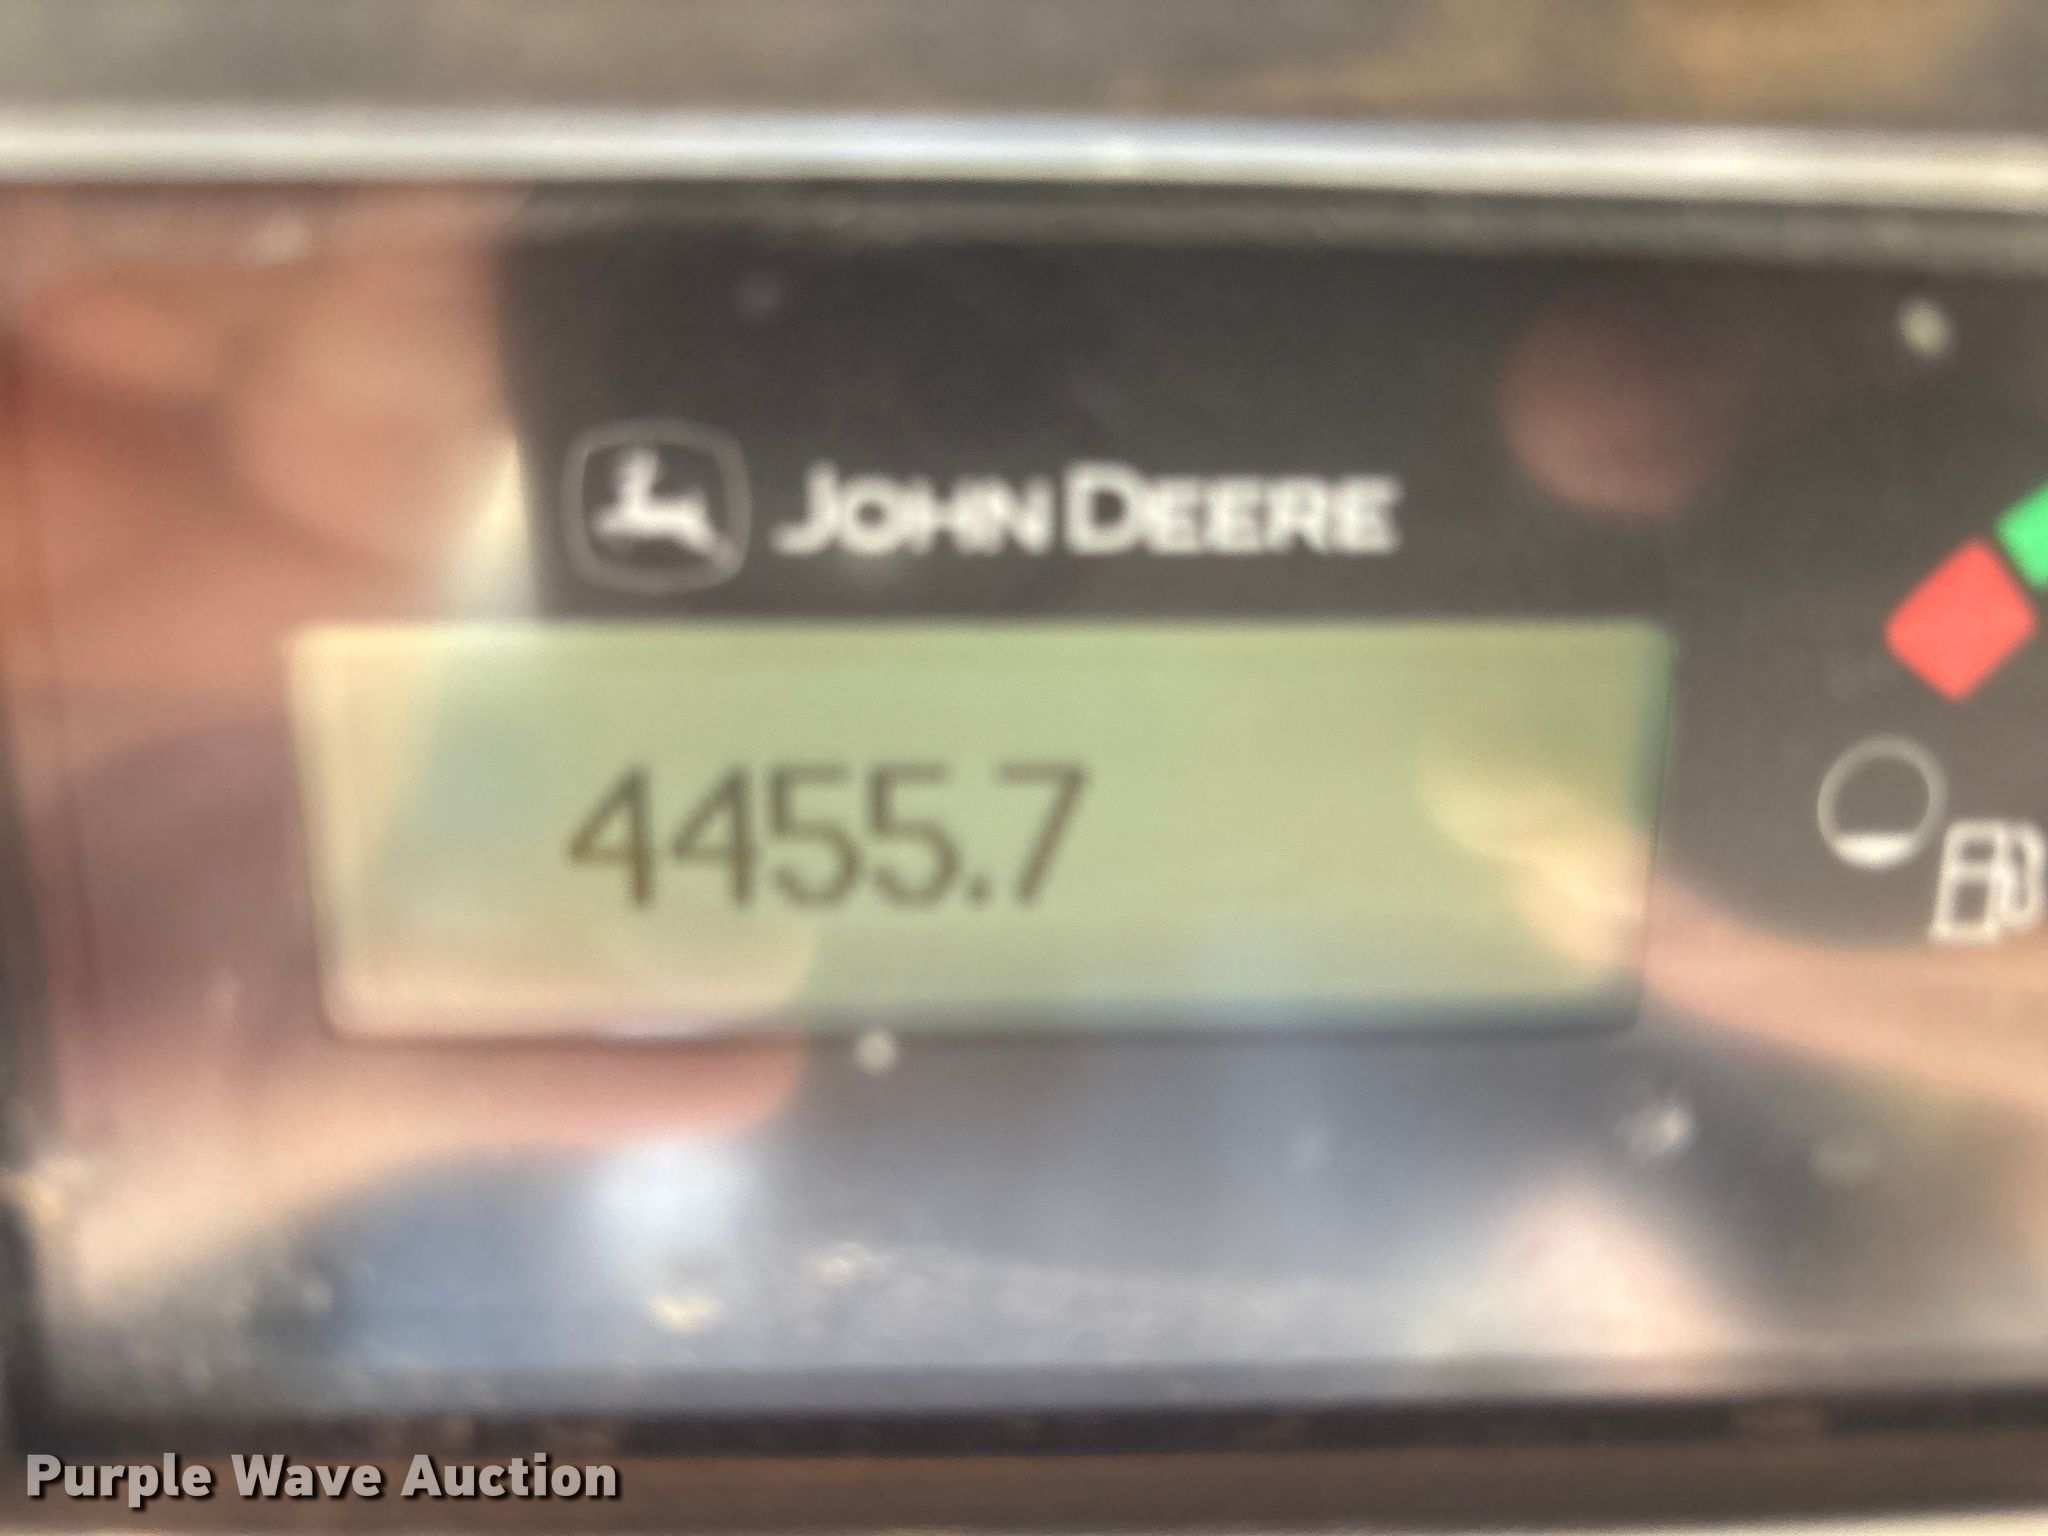 JOHN DEERE
4455.7
Purple Wave Auction